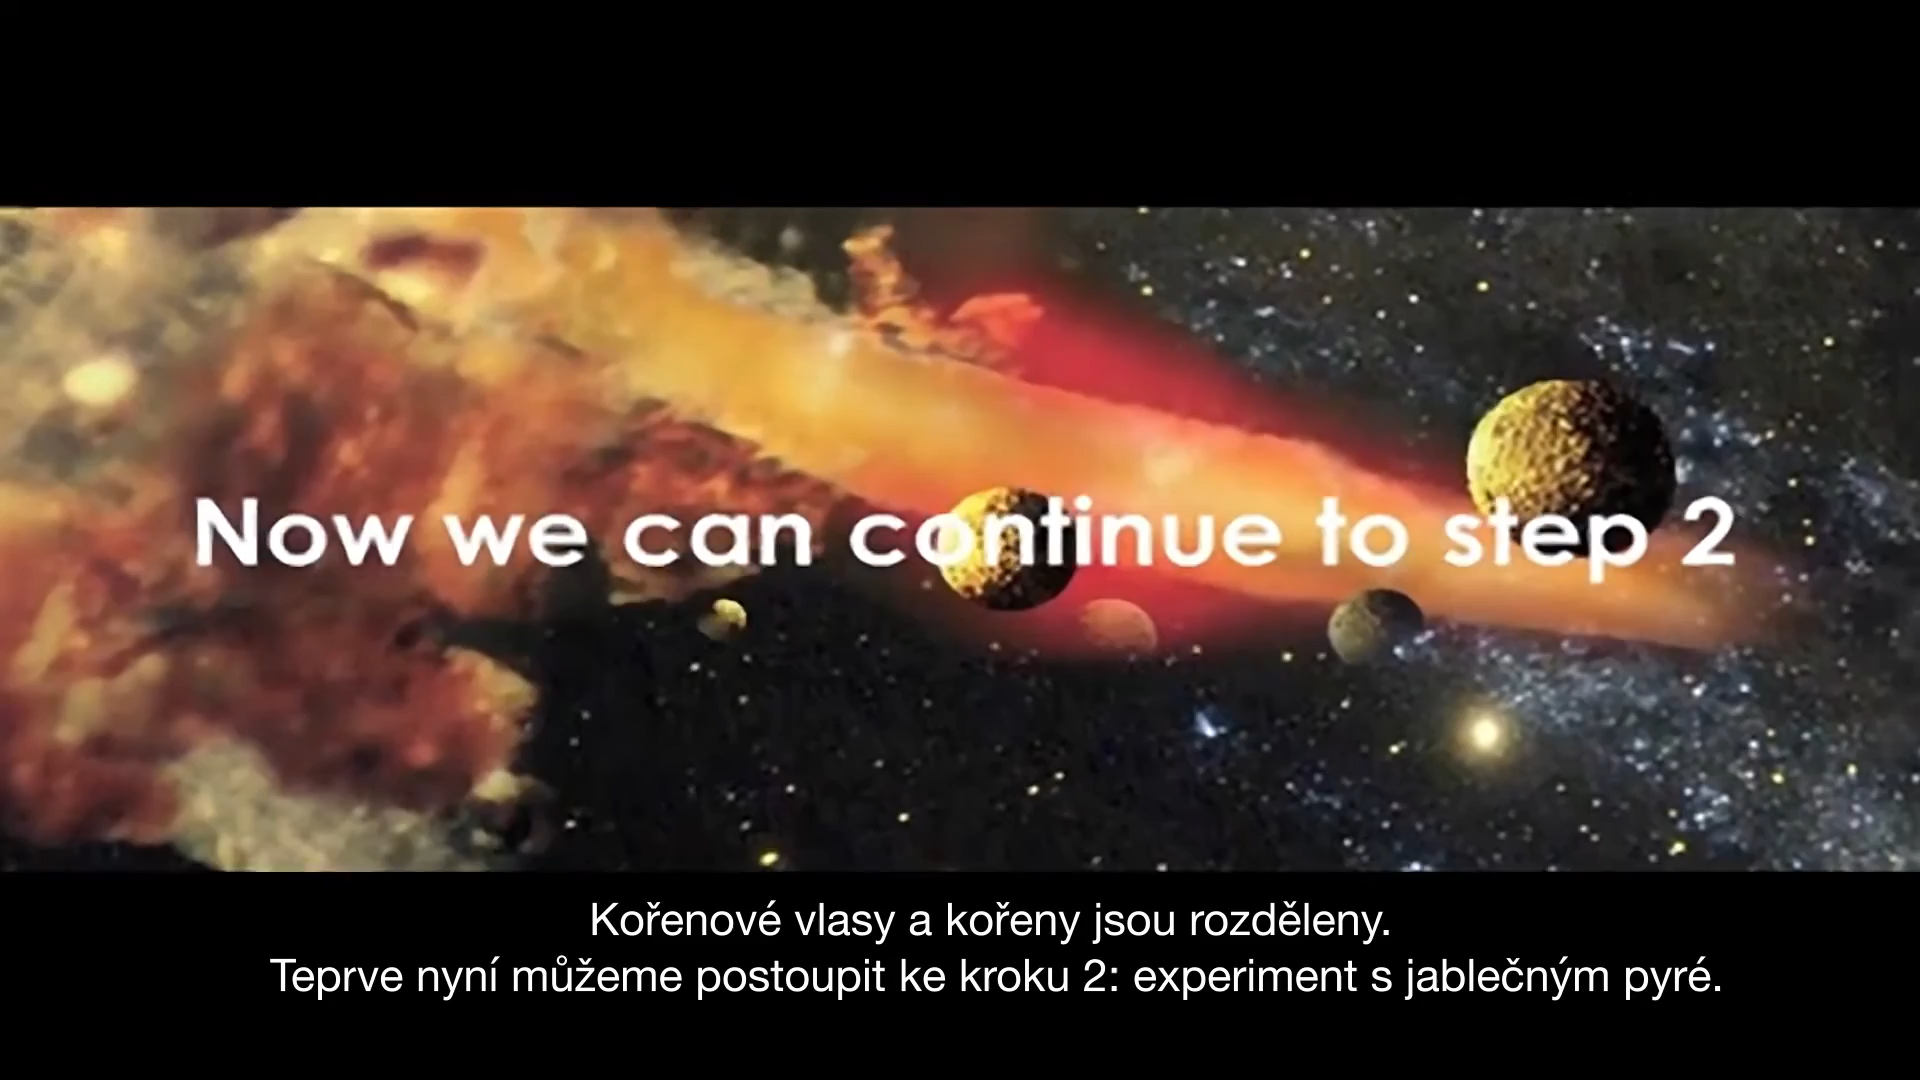 Now we can continue to step 2
Kořenové vlasy a kořeny jsou rozděleny.
Teprve nyní můžeme postoupit ke kroku 2: experiment s jablečným pyré.